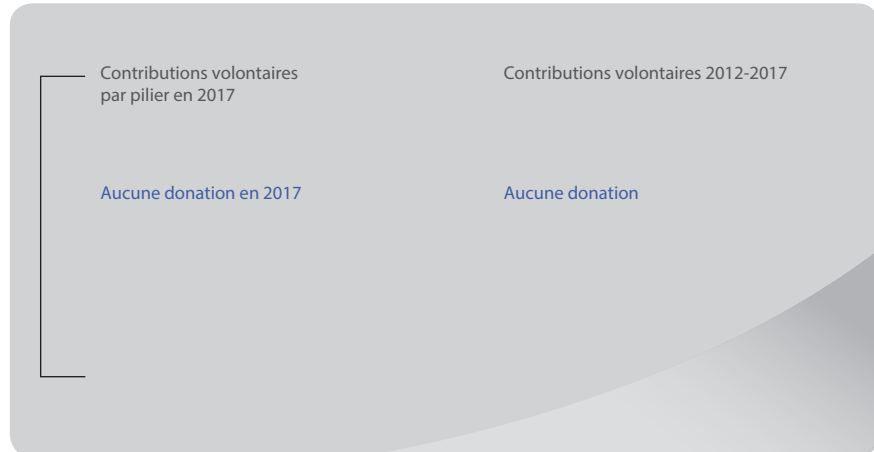 Contributions volontaires
par pilier en 2017
Contributions volontaires 2012-2017
Aucune donation en 2017
Aucune donation